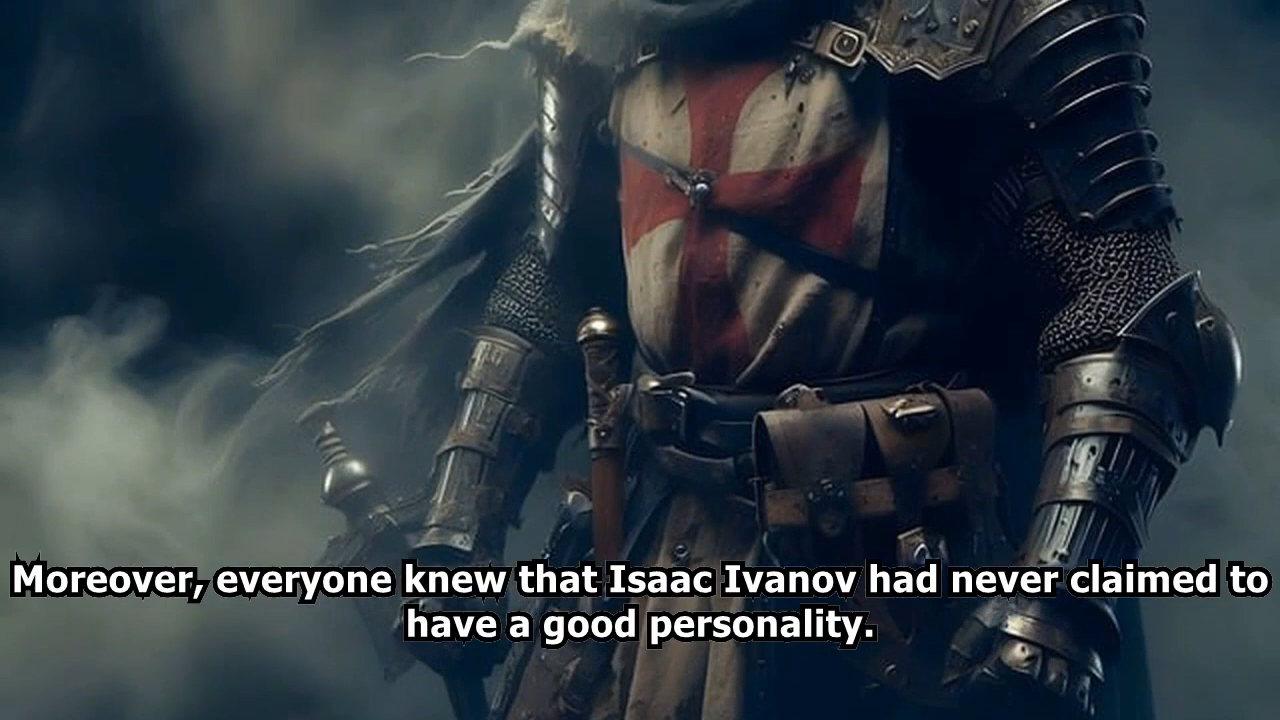 Moreover, everyone knew that Isaac Ivanov had never claimed to
have a good personality.